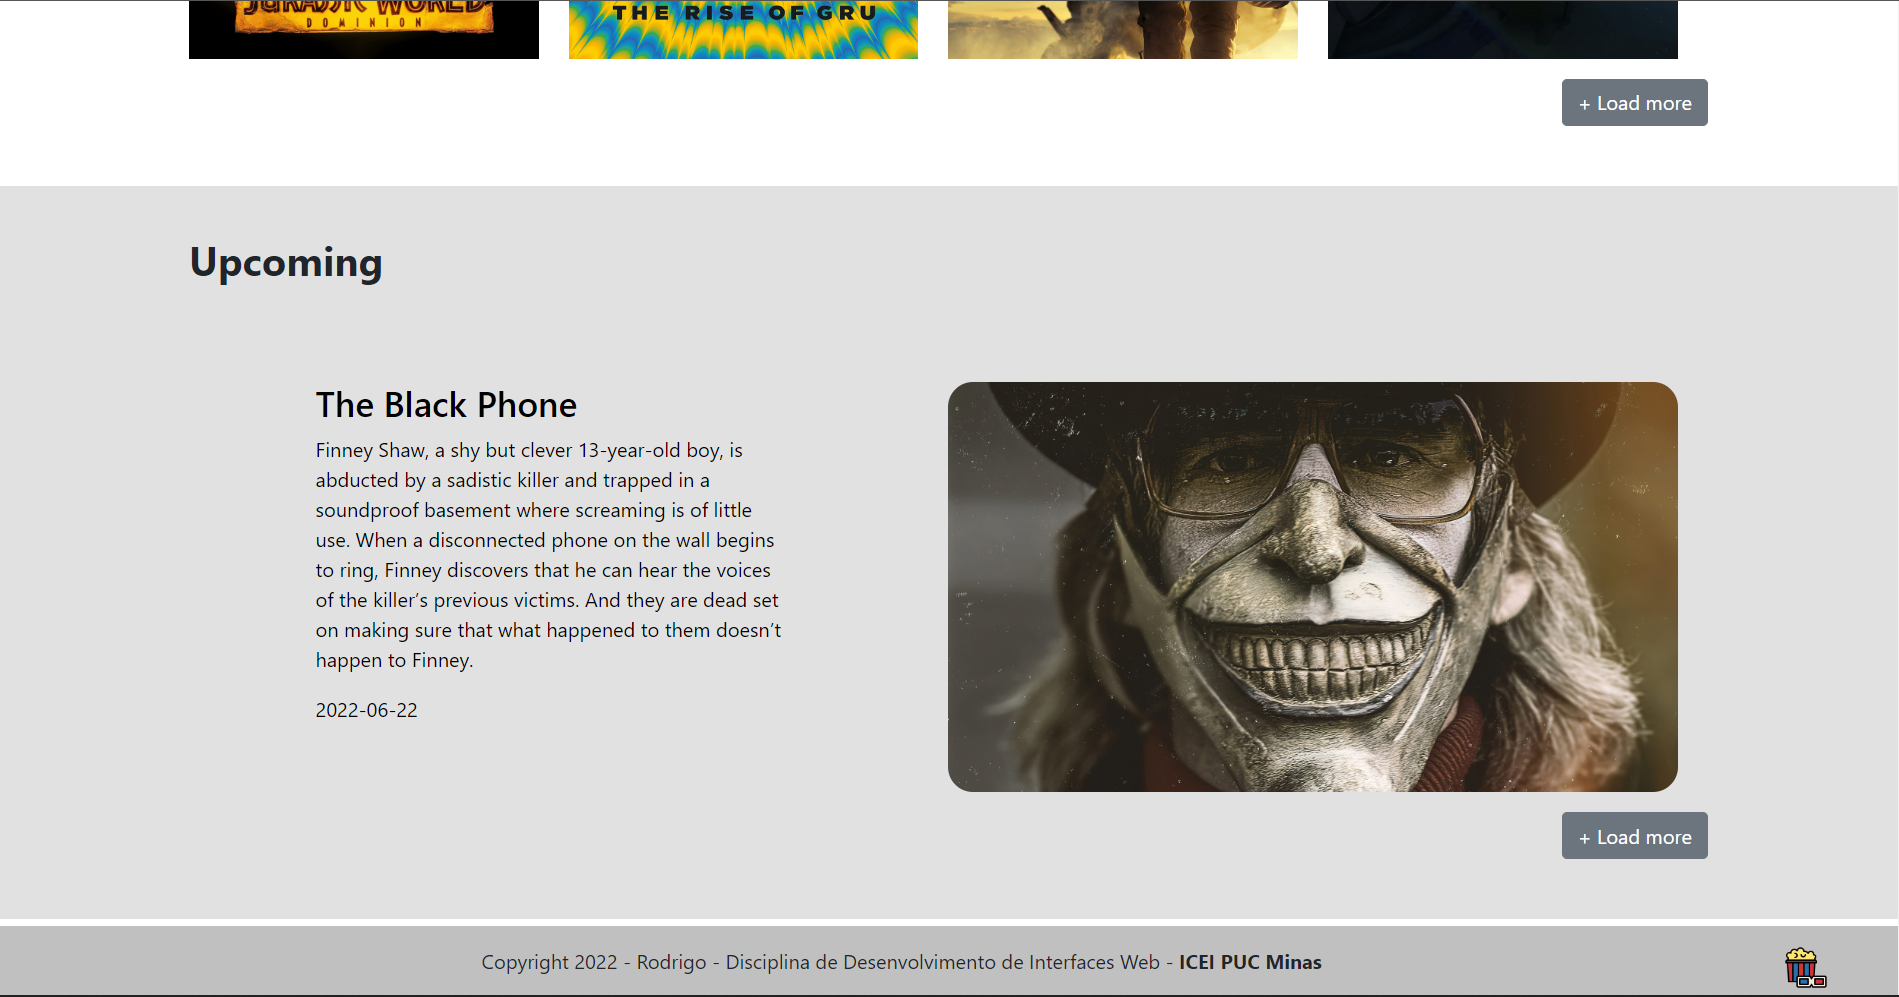 JURASSIC WORLD
DOMINION
THE RISE OF GRU
+ Load more
Upcoming
The Black Phone
Finney Shaw, a shy but clever 13-year-old boy, is
abducted by a sadistic killer and trapped in a
soundproof basement where screaming is of little
use. When a disconnected phone on the wall begins
to ring, Finney discovers that he can hear the voices
of the killer’s previous victims. And they are dead set
on making sure that what happened to them doesn’t
happen to Finney.
2022-06-22
+ Load more
Copyright 2022 - Rodrigo - Disciplina de Desenvolvimento de Interfaces Web - ICEI PUC Minas